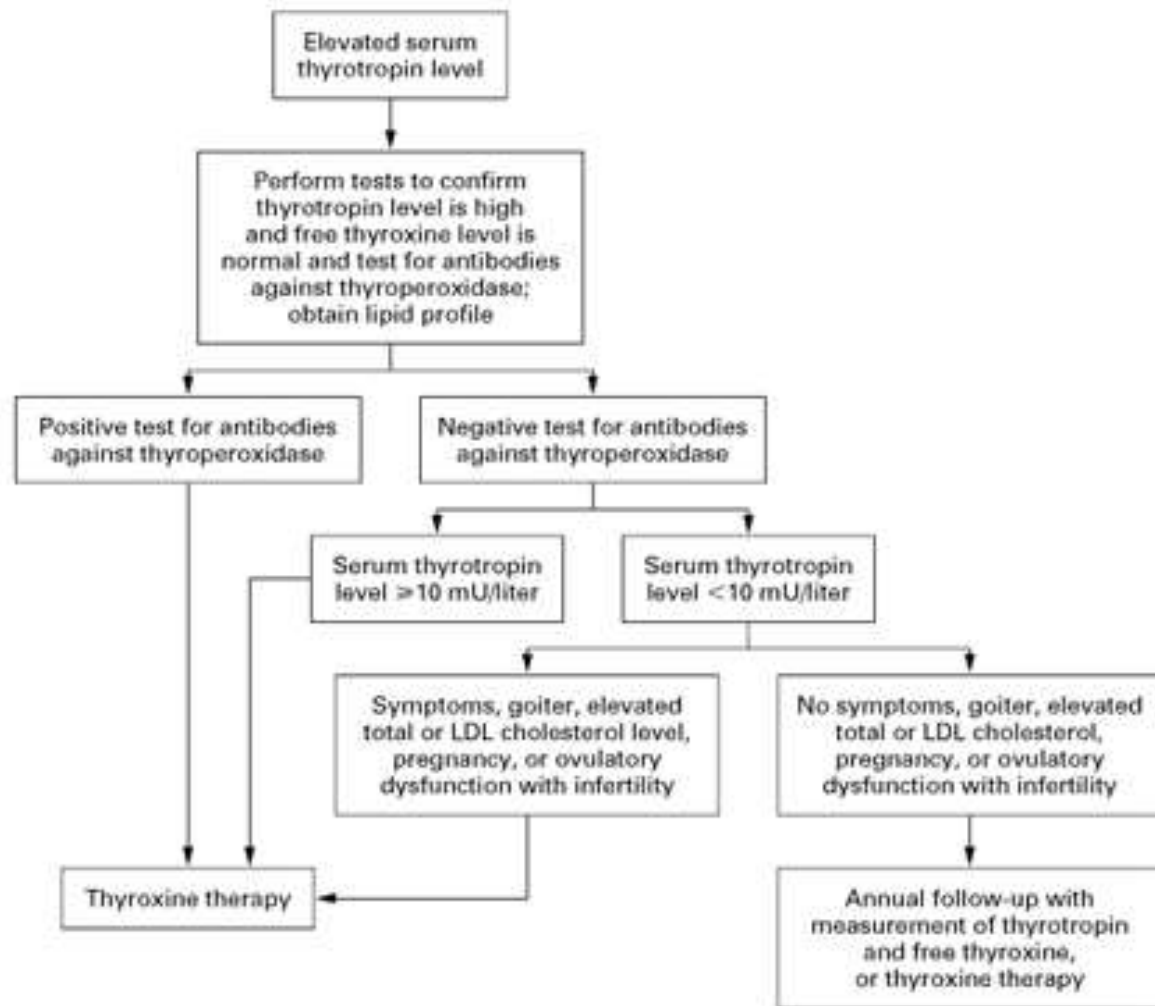 Elevated serum
thyrotropin level
Perform tests to confirm
thyrotropin level is high
and free thyroxine level is
normal and test for antibodies
against thyroperoxidase;
obtain lipid profile
Positive test for antibodies
against thyroperoxidase
Negative test for antibodies
against thyroperoxidase
Serum thyrotropin
level ⩾10 mU/liter
Serum thyrotropin
level <10 mU/liter
Symptoms, goiter, elevated
total or LDL cholesterol level,
pregnancy, or ovulatory
dysfunction with infertility
No symptoms, goiter, elevated
total or LDL cholesterol,
pregnancy, or ovulatory
dysfunction with infertility
Thyroxine therapy
Annual follow-up with
measurement of thyrotropin
and free thyroxine,
or thyroxine therapy